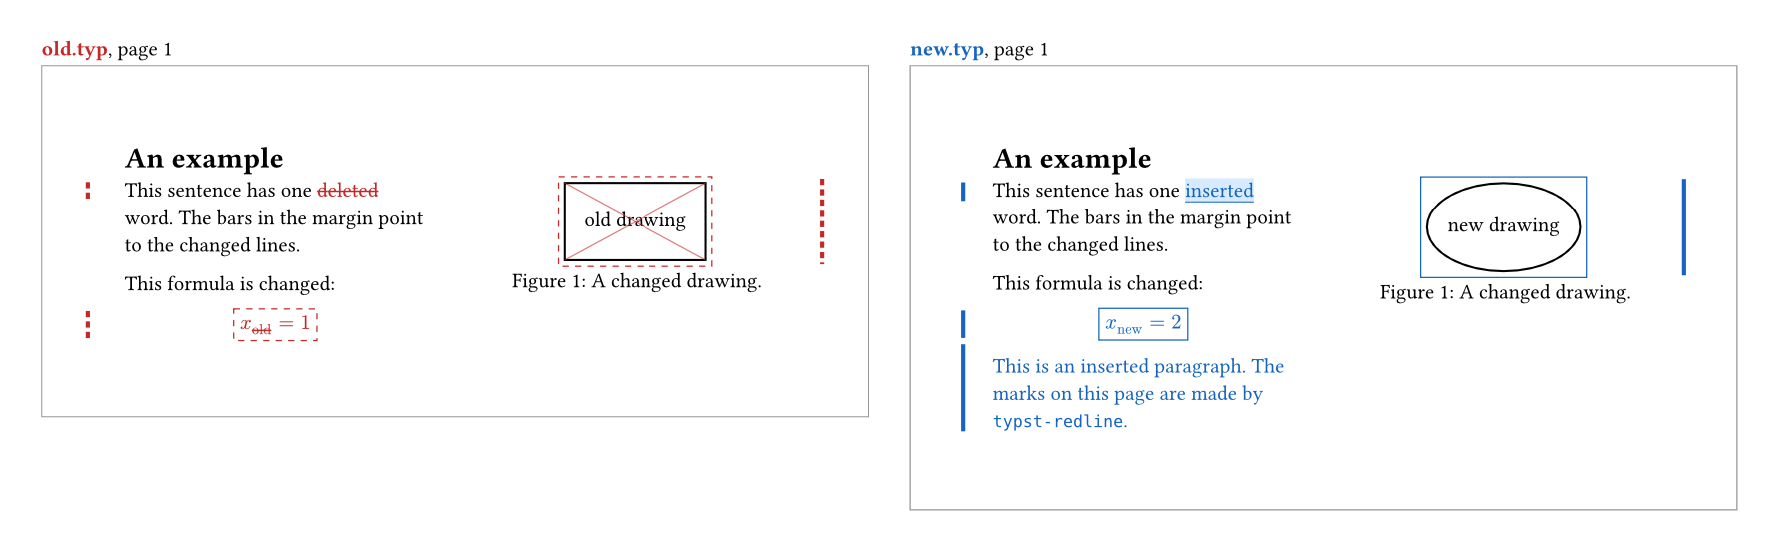 old.typ, page 1
An example
This sentence has one deleted
word. The bars in the margin point
to the changed lines.
This formula is changed:
x_old = 1
old drawing
Figure 1: A changed drawing.
new.typ, page 1
An example
This sentence has one inserted
word. The bars in the margin point
to the changed lines.
This formula is changed:
x_new = 2
This is an inserted paragraph. The
marks on this page are made by
typst-redline.
new drawing
Figure 1: A changed drawing.